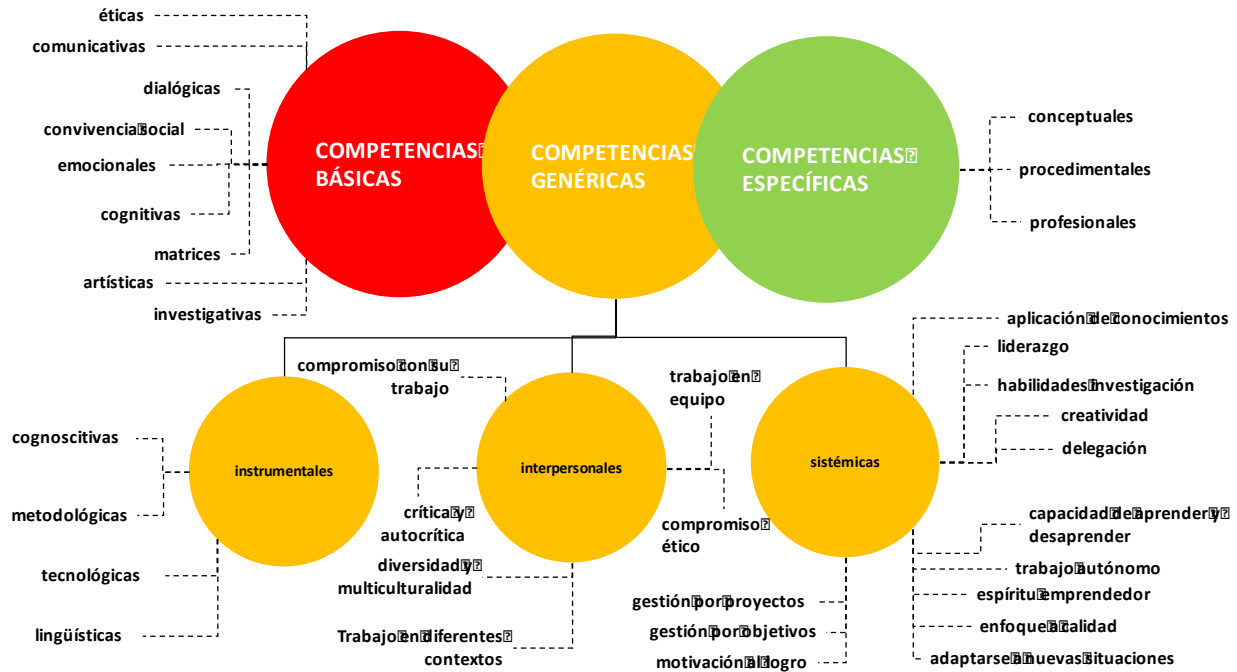 éticas
comunicativas
dialógicas
convivencia social
emocionales
cognitivas
matrices
artísticas
investigativas
COMPETENCIAS
BÁSICAS
COMPETENCIAS
GENÉRICAS
COMPETENCIAS
ESPECÍFICAS
conceptuales
procedimentales
profesionales
instrumentales
cognoscitivas
metodológicas
tecnológicas
lingüísticas
interpersonales
compromiso con su
trabajo
crítica y
autocrítica
diversidad y
multiculturalidad
Trabajo en diferentes
contextos
trabajo en
equipo
compromiso
ético
sistémicas
aplicación de conocimientos
liderazgo
habilidades investigación
creatividad
delegación
capacidad de aprender y
desaprender
trabajo autónomo
espíritu emprendedor
enfoque a calidad
adaptarse a nuevas situaciones
gestión por proyectos
gestión por objetivos
motivación al logro